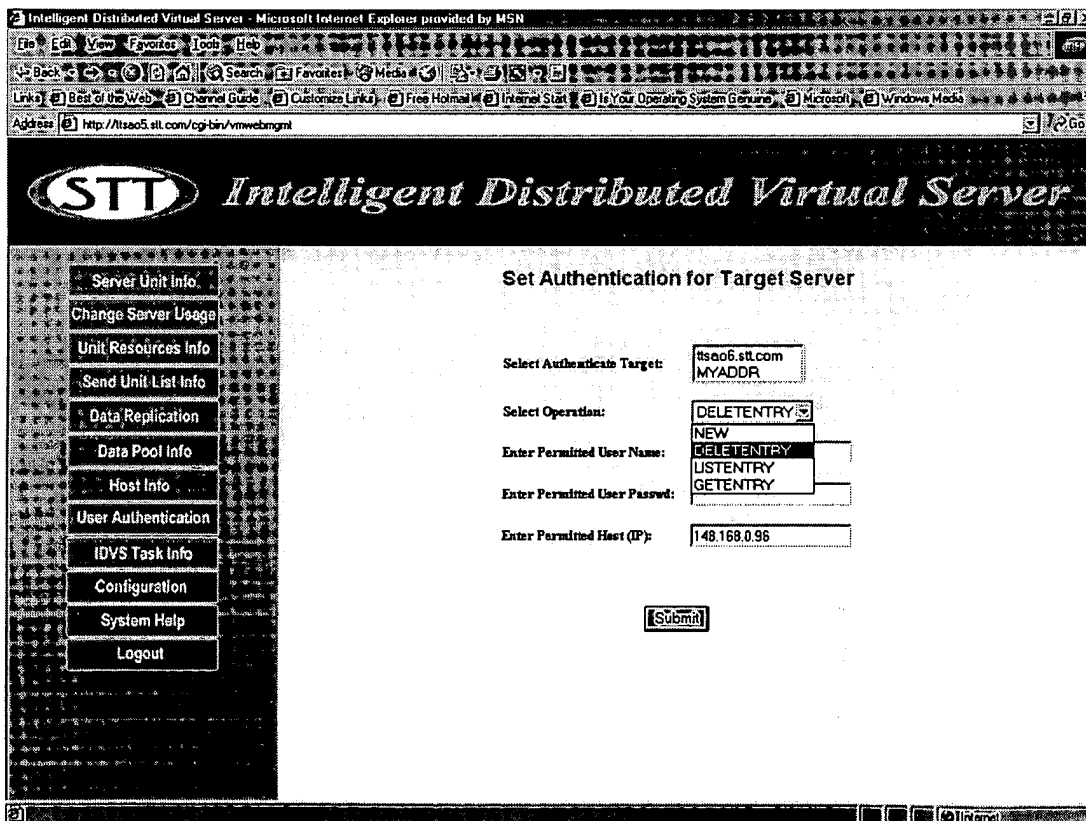 Intelligent Distributed Virtual Server - Microsoft Internet Explorer provided by MSN
File Edit View Favorites Tools Help
Back Search Favorites Media
Links Best of the Web Channel Guide Customize Links Free Hotmail Internet Start Is Your Operating System Genuine Microsoft Windows Media
Address http://ttsao5.stt.com/cgi-bin/vmwebmgmt Go
STT Intelligent Distributed Virtual Server
Server Unit Info
Change Server Usage
Unit Resources Info
Send Unit List Info
Data Replication
Data Pool Info
Host Info
User Authentication
IDVS Task Info
Configuration
System Help
Logout
Set Authentication for Target Server
Select Authenticate Target:
ttsao6.stt.com
MYADDR
Select Operation: DELETENTRY
NEW
DELETENTRY
LISTENTRY
GETENTRY
Enter Permitted User Name:
Enter Permitted User Passwd:
Enter Permitted Host (IP): 148.168.0.96
Submit
Internet